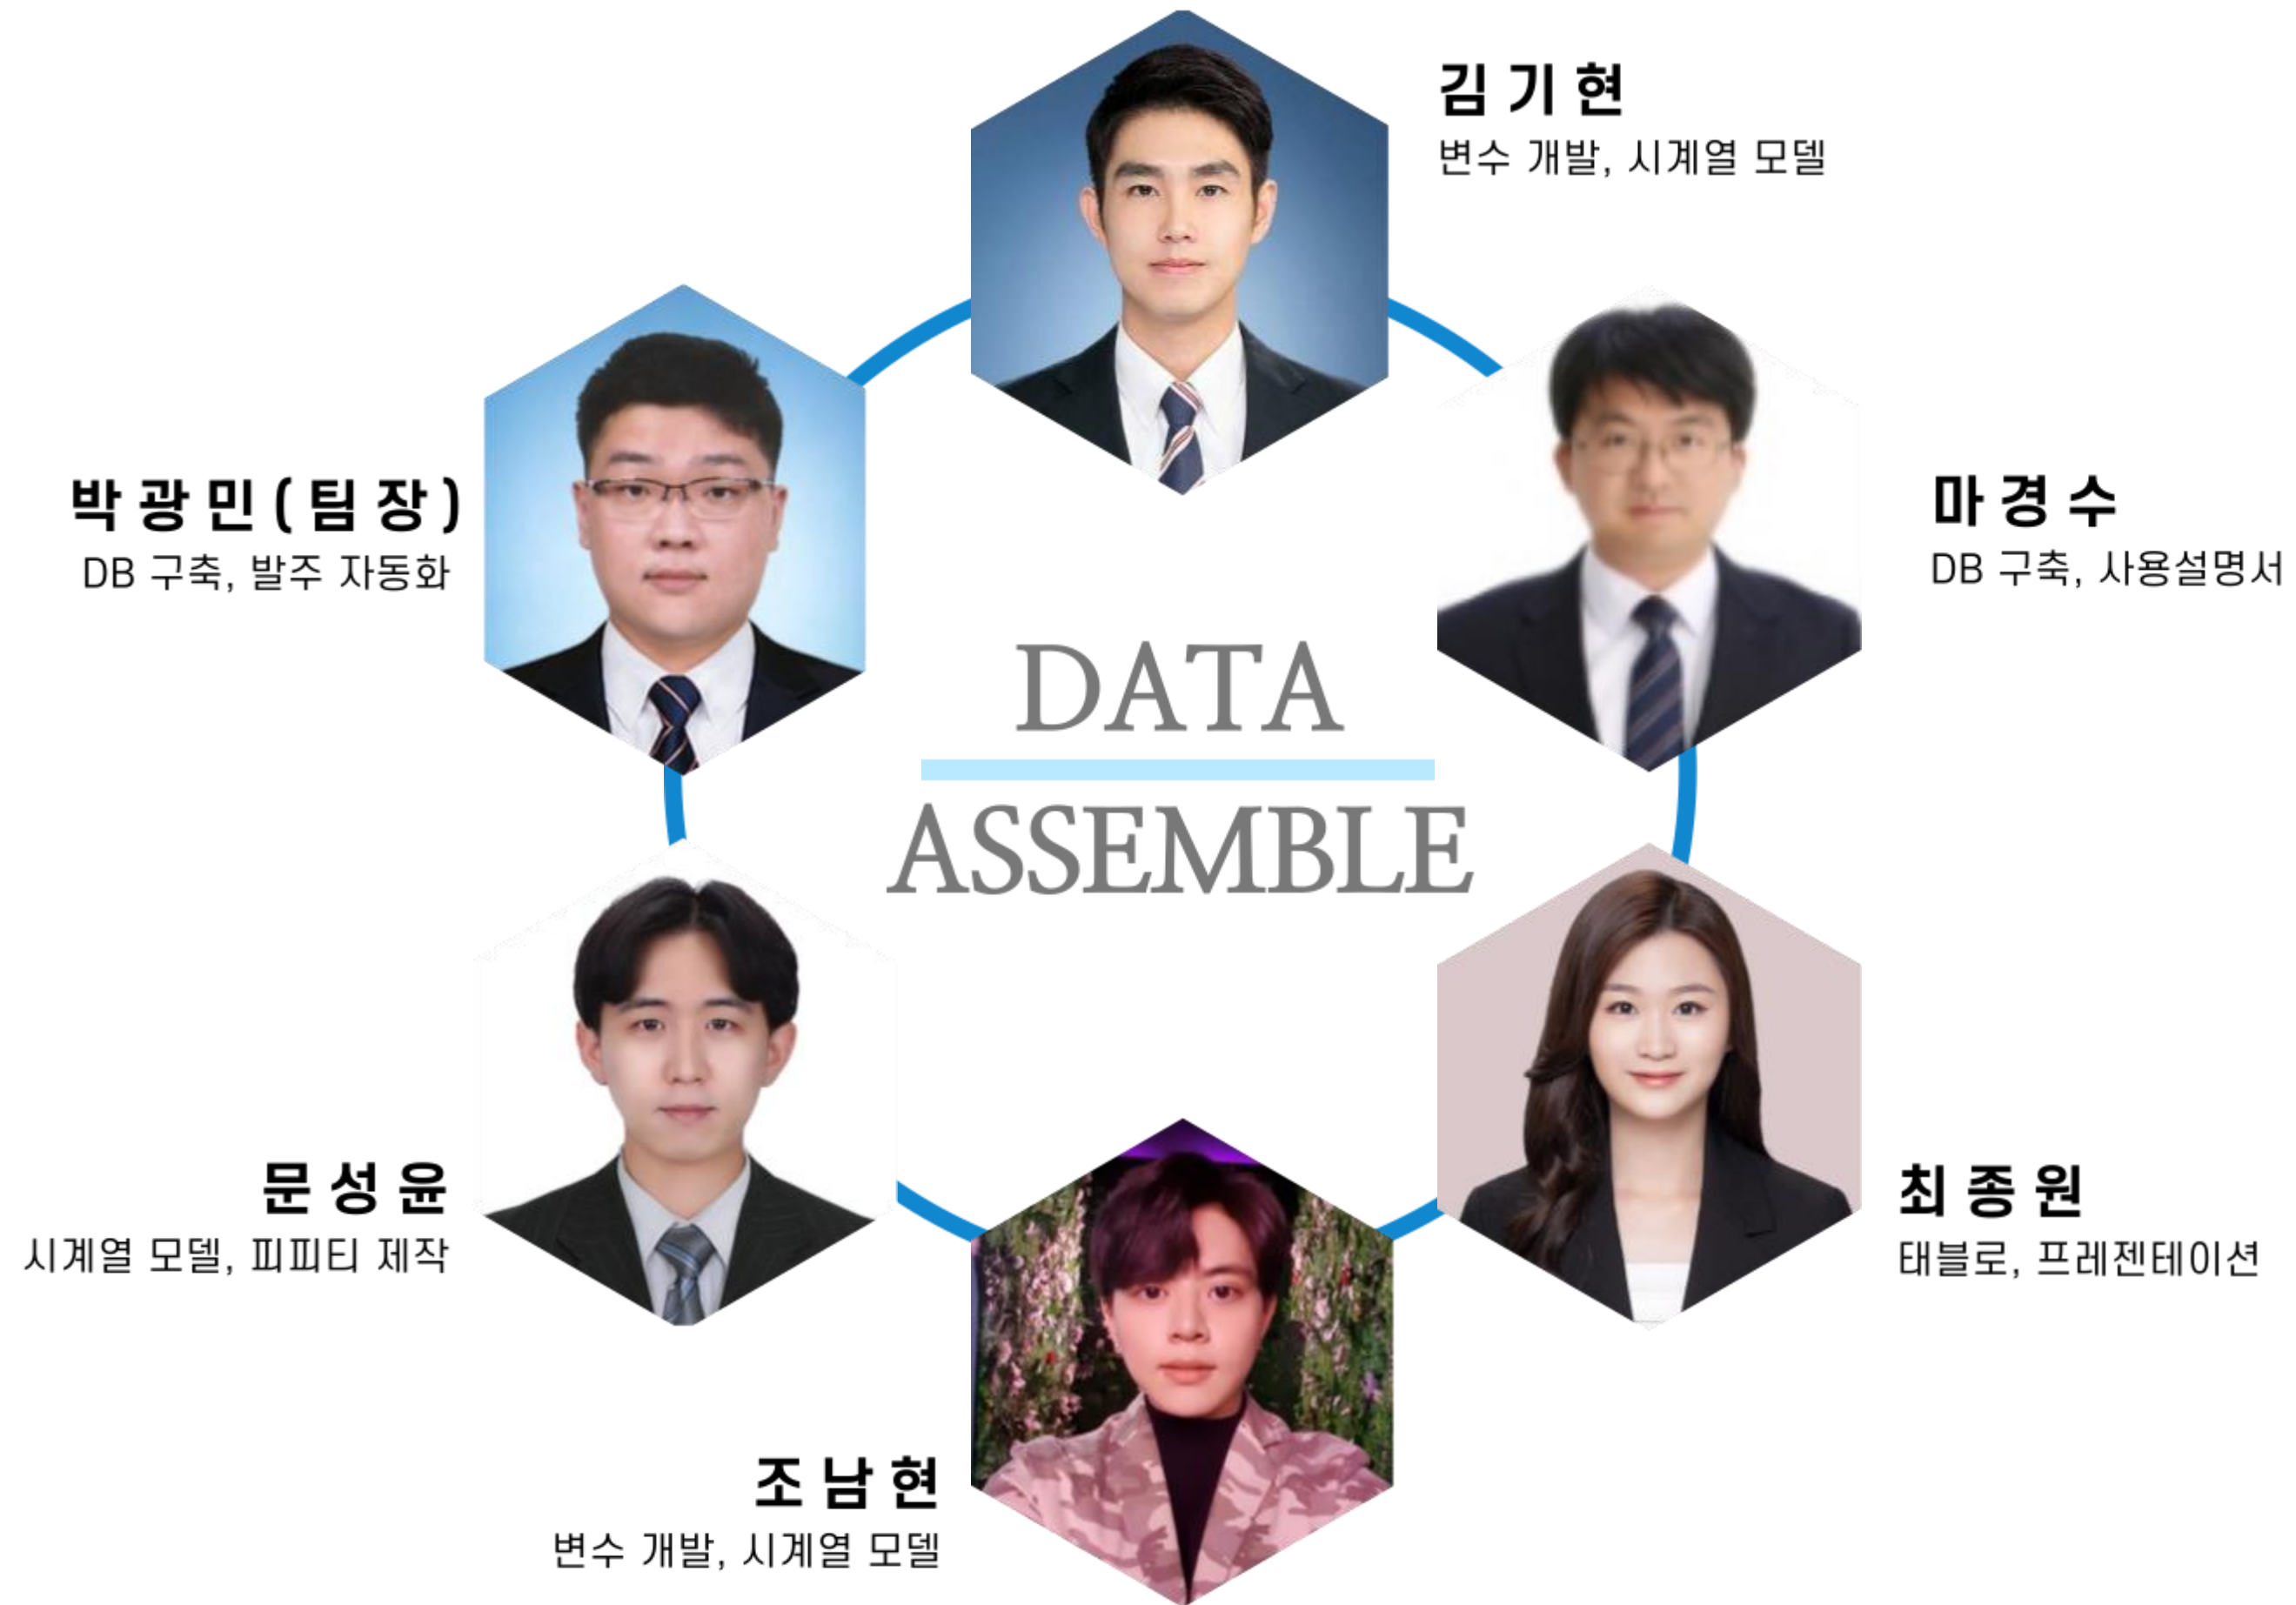 김 기 현
변수 개발, 시계열 모델
박 광 민 ( 팀 장 )
DB 구축, 발주 자동화
마 경 수
DB 구축, 사용설명서
DATA
ASSEMBLE
문 성 윤
시계열 모델, 피피티 제작
최 종 원
태블로, 프레젠테이션
조 남 현
변수 개발, 시계열 모델